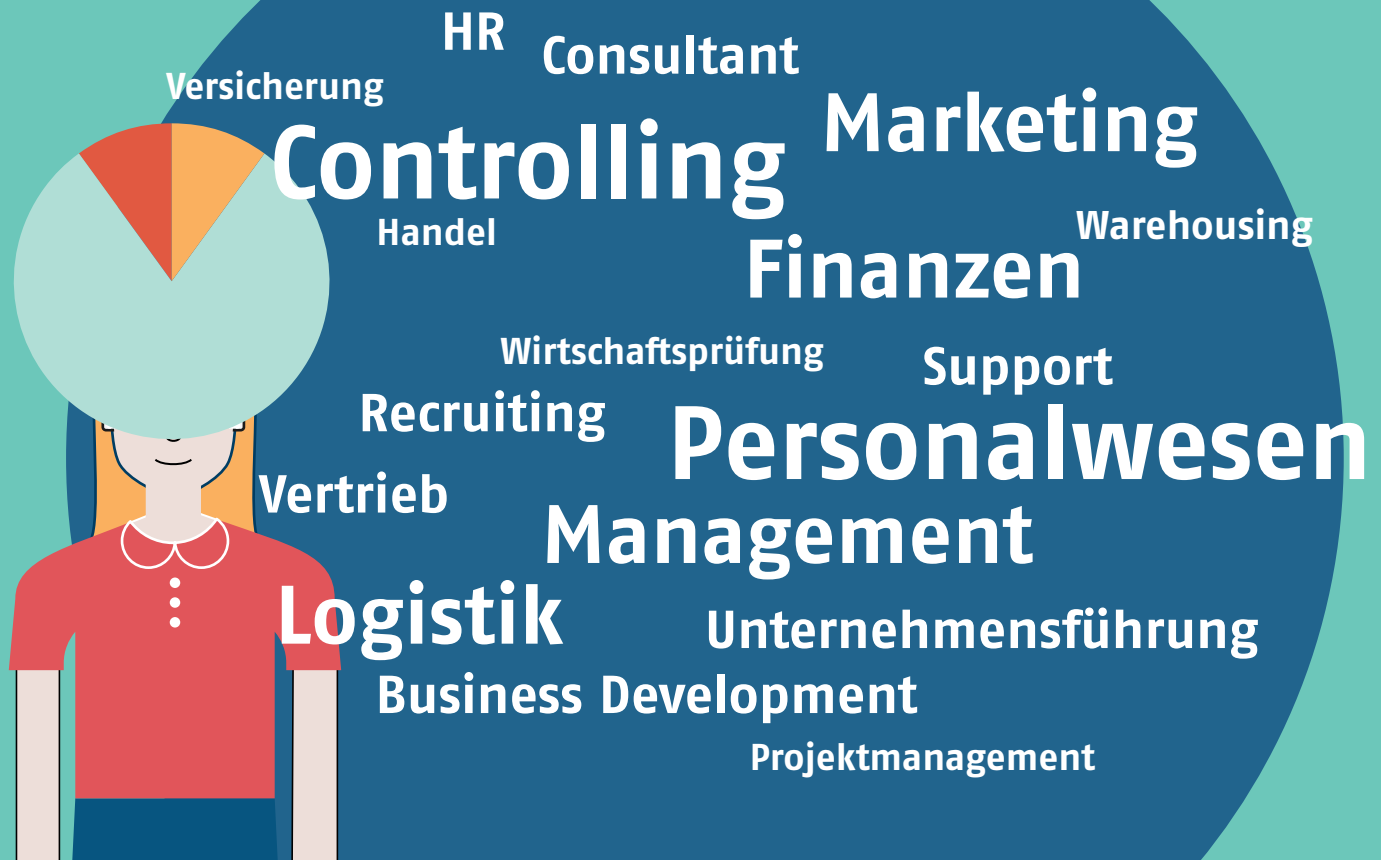 HR
Consultant
Versicherung
Marketing
Controlling
Handel
Warehousing
Finanzen
Wirtschaftsprüfung
Support
Recruiting
Personalwesen
Vertrieb
Management
Logistik
Unternehmensführung
Business Development
Projektmanagement